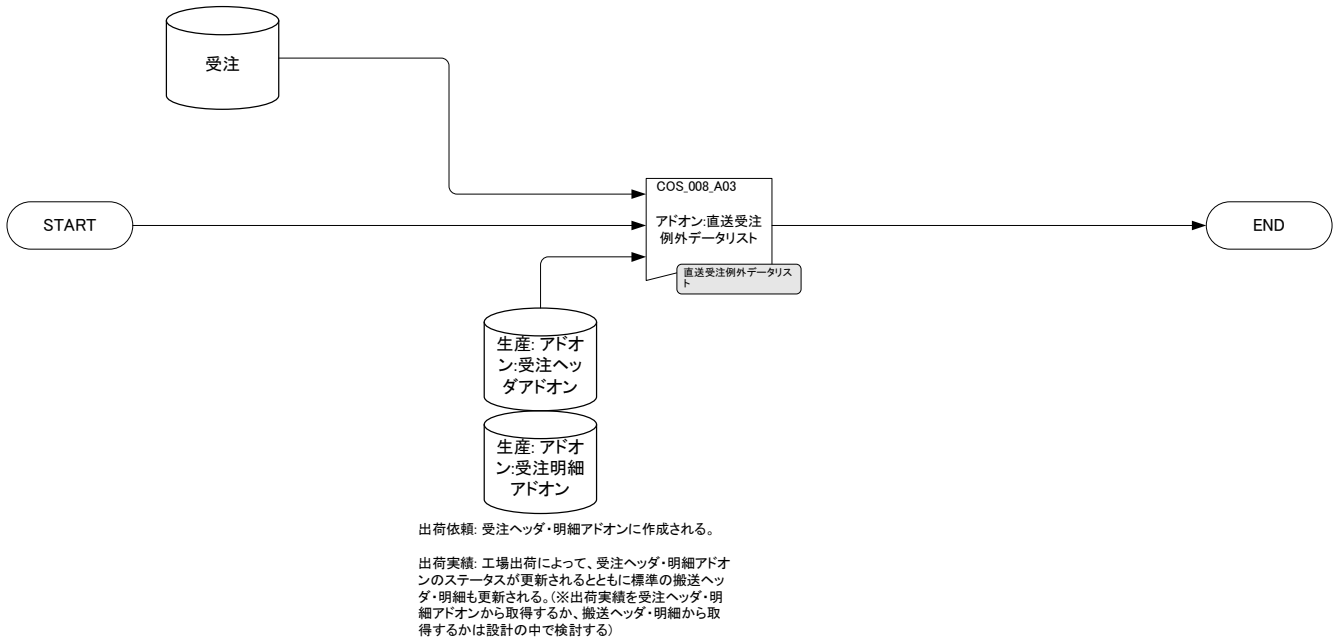 受注
COS_008_A03
アドオン:直送受注
例外データリスト
直送受注例外データリス
ト
START
END
生産: アドオ
ン:受注ヘッ
ダアドオン
生産: アドオ
ン:受注明細
アドオン
出荷依頼: 受注ヘッダ・明細アドオンに作成される。
出荷実績: 工場出荷によって、受注ヘッダ・明細アドオ
ンのステータスが更新されるとともに標準の搬送ヘッ
ダ・明細も更新される。(※出荷実績を受注ヘッダ・明
細アドオンから取得するか、搬送ヘッダ・明細から取
得するかは設計の中で検討する)